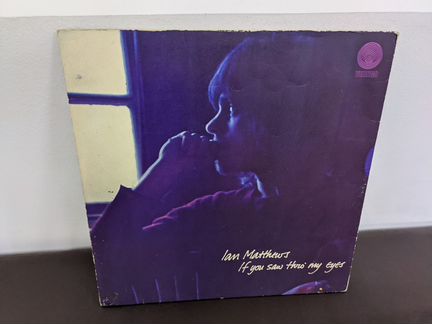 Ian Matthews
If you saw thro' my eyes